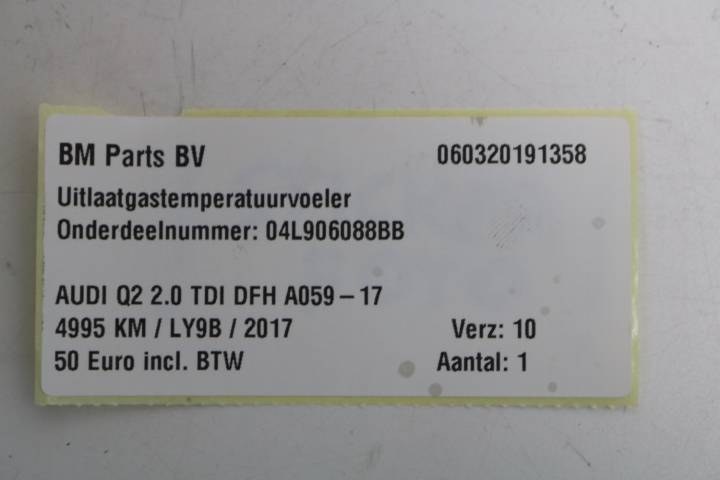 BM Parts BV 060320191358
Uitlaatgastemperatuurvoeler
Onderdeelnummer: 04L906088BB
AUDI Q2 2.0 TDI DFH A059 – 17
4995 KM / LY9B / 2017 Verz: 10
50 Euro incl. BTW Aantal: 1